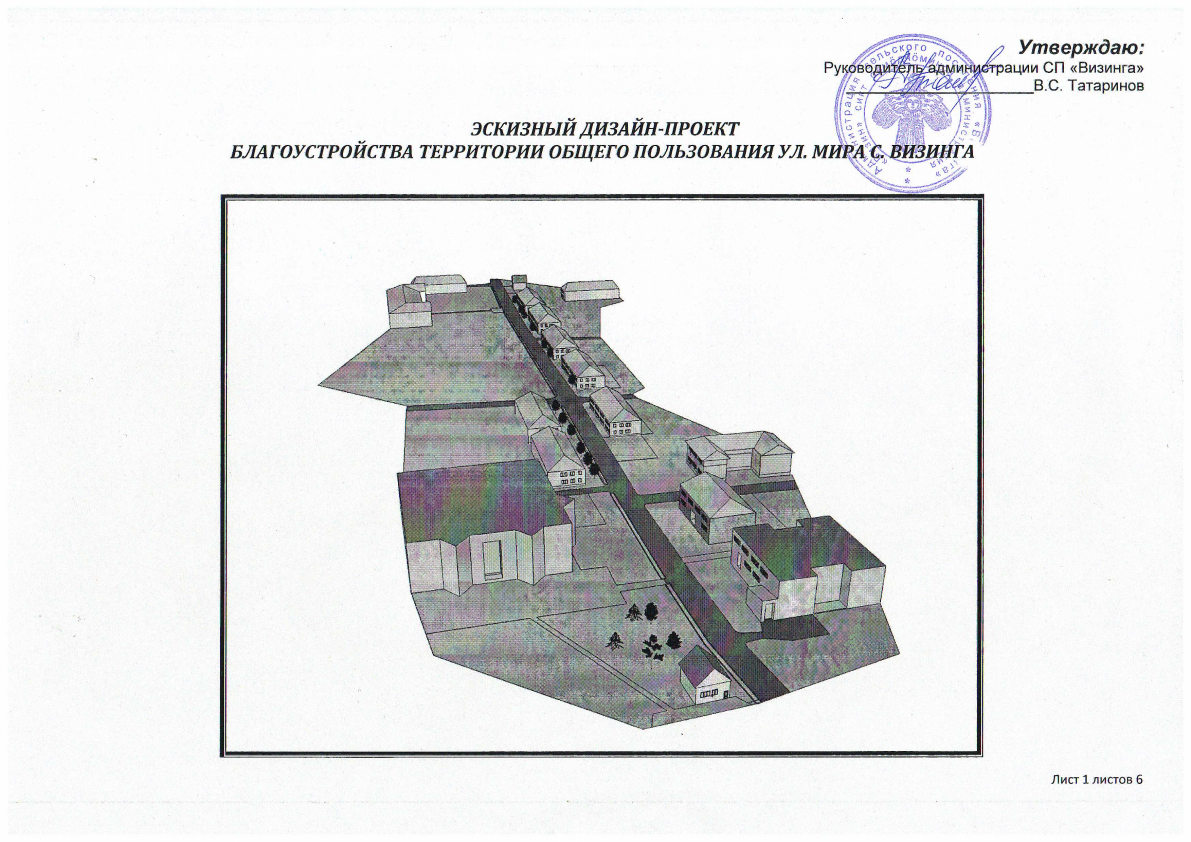 Утверждаю:
Руководитель администрации СП «Визинга»
В.С. Татаринов
ЭСКИЗНЫЙ ДИЗАЙН-ПРОЕКТ
БЛАГОУСТРОЙСТВА ТЕРРИТОРИИ ОБЩЕГО ПОЛЬЗОВАНИЯ УЛ. МИРА С. ВИЗИНГА
Лист 1 листов 6